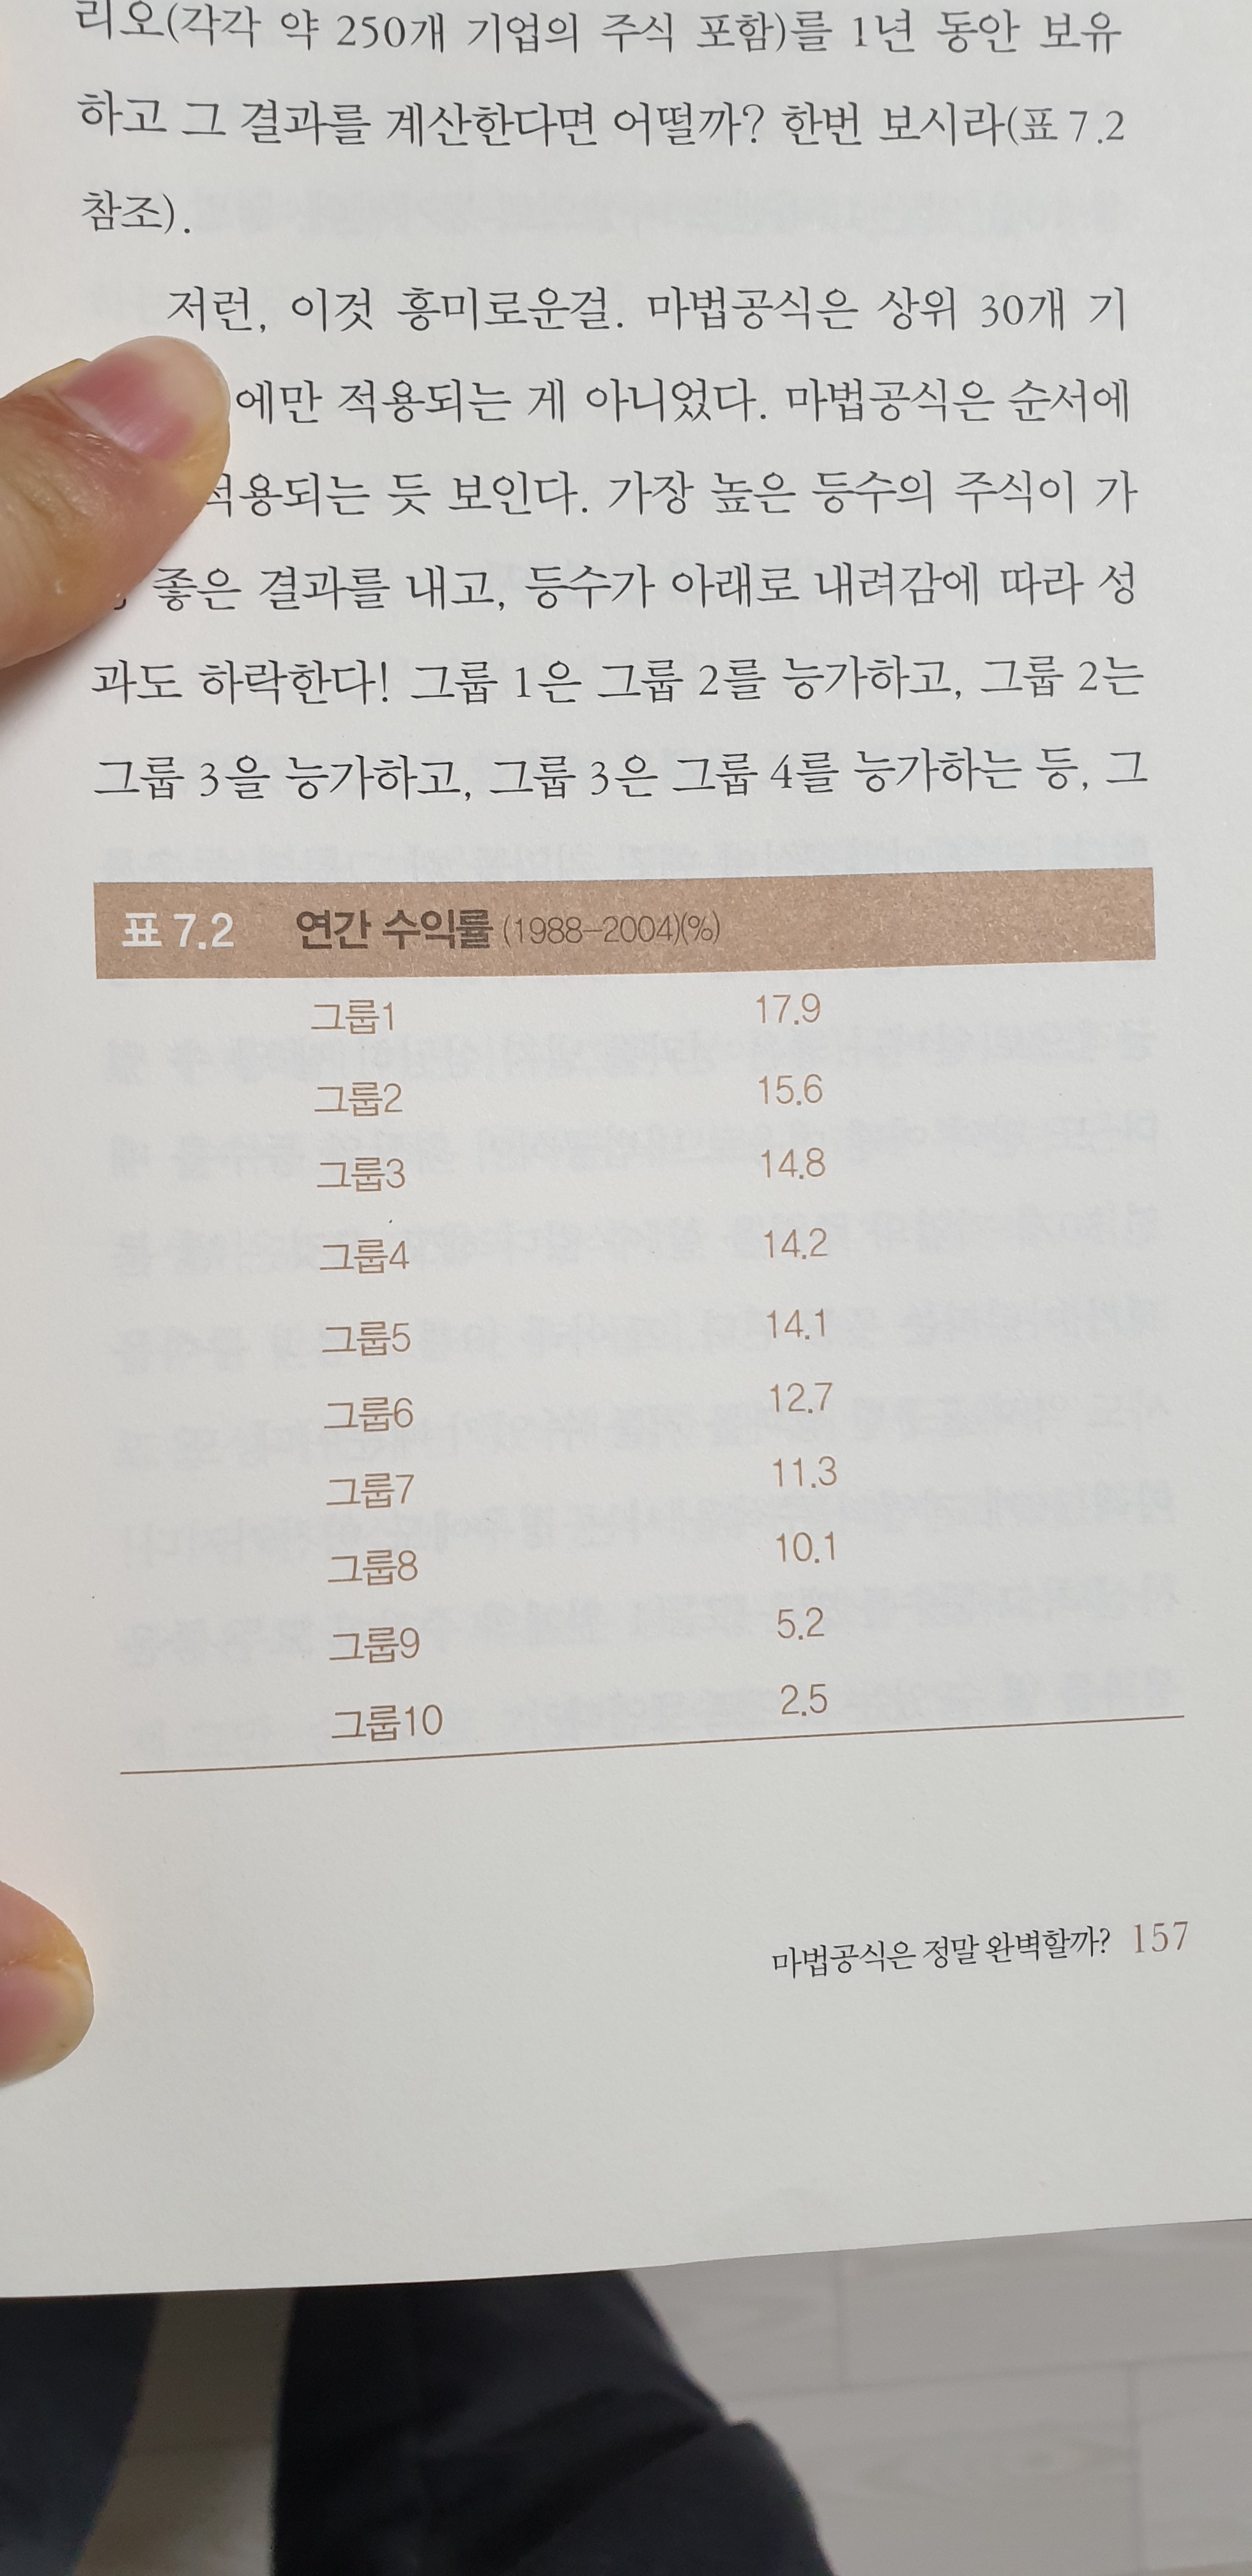 리오(각각 약 250개 기업의 주식 포함)를 1년 동안 보유
하고 그 결과를 계산한다면 어떨까? 한번 보시라(표 7.2
참조).
저런, 이것 흥미로운걸. 마법공식은 상위 30개 기
에만 적용되는 게 아니었다. 마법공식은 순서에
적용되는 듯 보인다. 가장 높은 등수의 주식이 가
좋은 결과를 내고, 등수가 아래로 내려감에 따라 성
과도 하락한다! 그룹 1은 그룹 2를 능가하고, 그룹 2는
그룹 3을 능가하고, 그룹 3은 그룹 4를 능가하는 등, 그
표 7.2 연간 수익률 (1988–2004)(%)
그룹1 17.9
그룹2 15.6
그룹3 14.8
그룹4 14.2
그룹5 14.1
그룹6 12.7
그룹7 11.3
그룹8 10.1
그룹9 5.2
그룹10 2.5
마법공식은 정말 완벽할까? 157